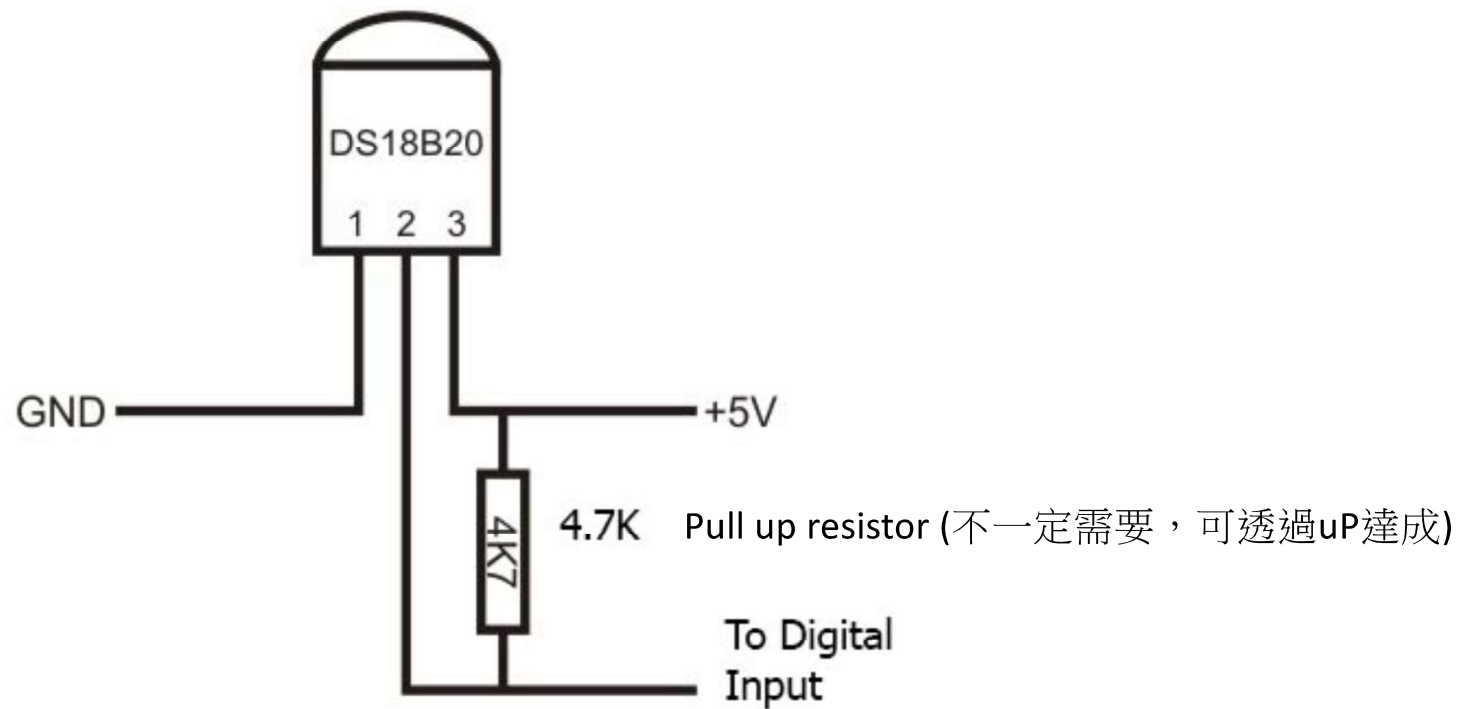 DS18B20
1 2 3
GND
+5V
4K7
4.7K
Pull up resistor (不一定需要，可透過uP達成)
To Digital
Input